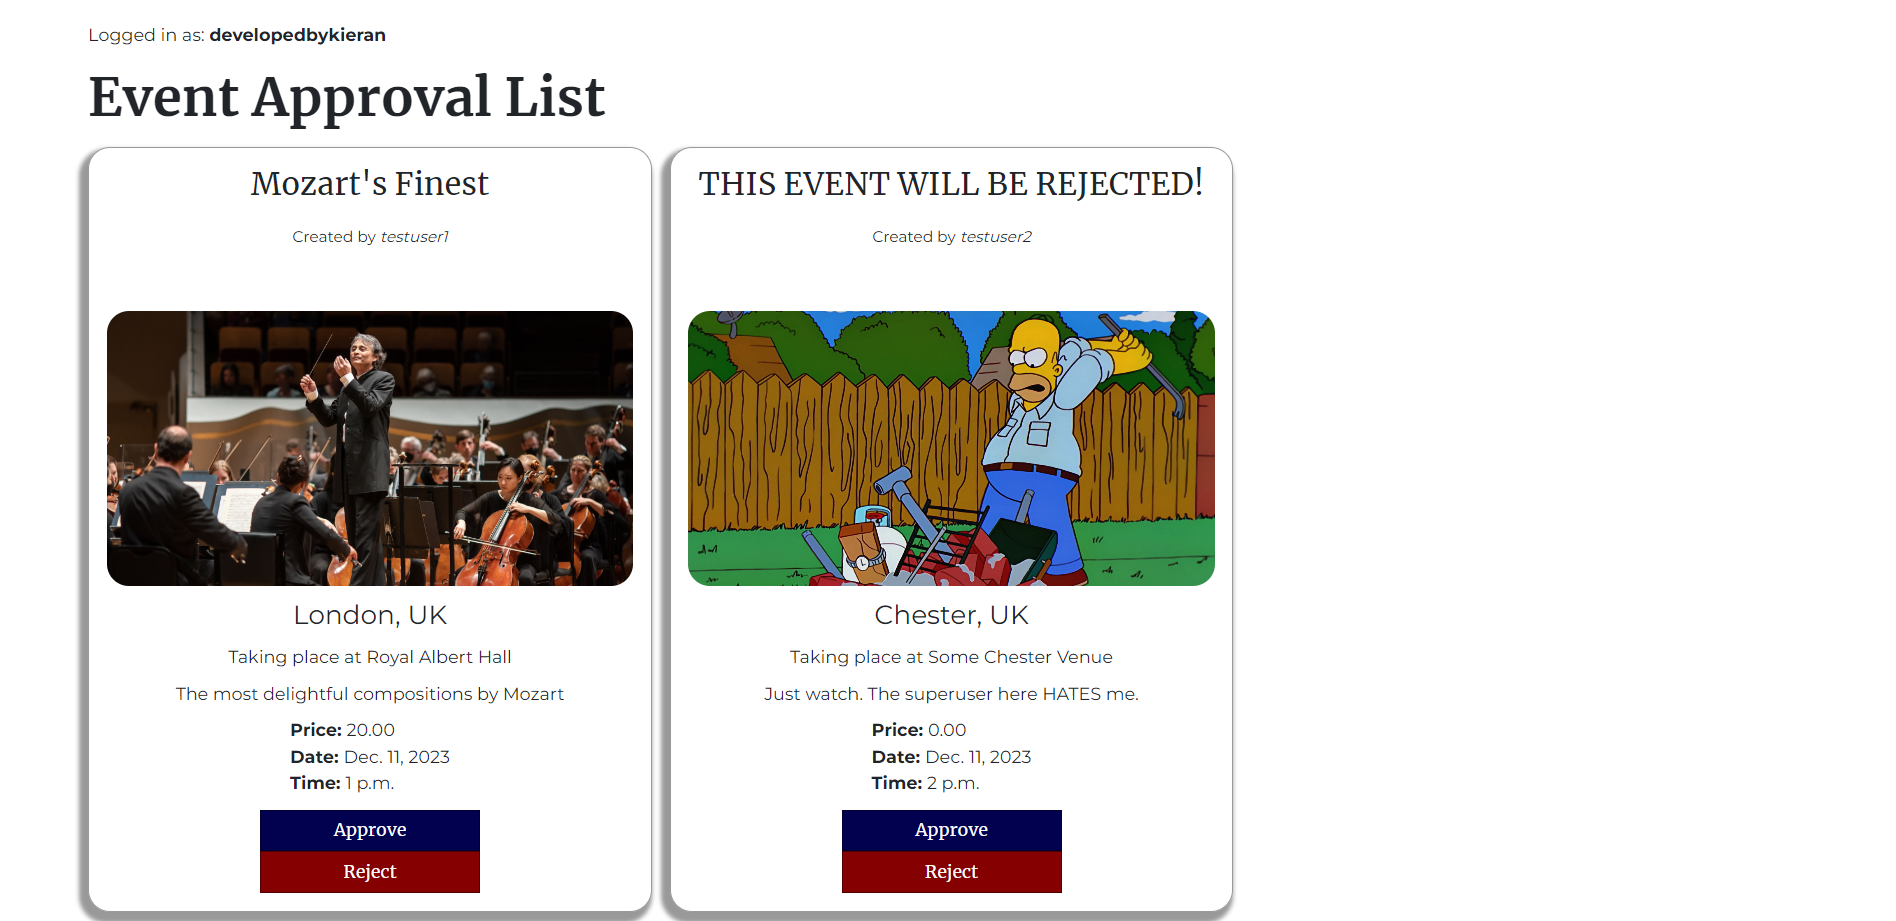 Logged in as: developedbykieran
Event Approval List
Mozart's Finest
Created by testuser1
London, UK
Taking place at Royal Albert Hall
The most delightful compositions by Mozart
Price: 20.00
Date: Dec. 11, 2023
Time: 1 p.m.
Approve
Reject
THIS EVENT WILL BE REJECTED!
Created by testuser2
Chester, UK
Taking place at Some Chester Venue
Just watch. The superuser here HATES me.
Price: 0.00
Date: Dec. 11, 2023
Time: 2 p.m.
Approve
Reject